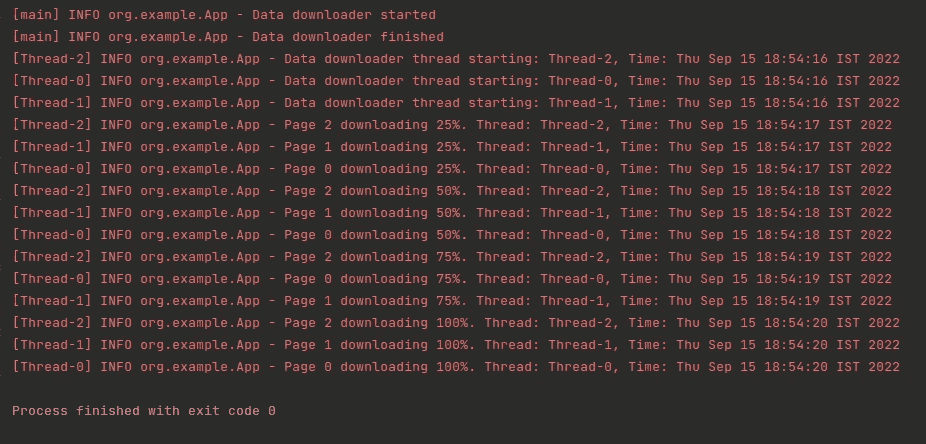 [main] INFO org.example.App - Data downloader started
[main] INFO org.example.App - Data downloader finished
[Thread-2] INFO org.example.App - Data downloader thread starting: Thread-2, Time: Thu Sep 15 18:54:16 IST 2022
[Thread-0] INFO org.example.App - Data downloader thread starting: Thread-0, Time: Thu Sep 15 18:54:16 IST 2022
[Thread-1] INFO org.example.App - Data downloader thread starting: Thread-1, Time: Thu Sep 15 18:54:16 IST 2022
[Thread-2] INFO org.example.App - Page 2 downloading 25%. Thread: Thread-2, Time: Thu Sep 15 18:54:17 IST 2022
[Thread-1] INFO org.example.App - Page 1 downloading 25%. Thread: Thread-1, Time: Thu Sep 15 18:54:17 IST 2022
[Thread-0] INFO org.example.App - Page 0 downloading 25%. Thread: Thread-0, Time: Thu Sep 15 18:54:17 IST 2022
[Thread-2] INFO org.example.App - Page 2 downloading 50%. Thread: Thread-2, Time: Thu Sep 15 18:54:18 IST 2022
[Thread-1] INFO org.example.App - Page 1 downloading 50%. Thread: Thread-1, Time: Thu Sep 15 18:54:18 IST 2022
[Thread-0] INFO org.example.App - Page 0 downloading 50%. Thread: Thread-0, Time: Thu Sep 15 18:54:18 IST 2022
[Thread-2] INFO org.example.App - Page 2 downloading 75%. Thread: Thread-2, Time: Thu Sep 15 18:54:19 IST 2022
[Thread-0] INFO org.example.App - Page 0 downloading 75%. Thread: Thread-0, Time: Thu Sep 15 18:54:19 IST 2022
[Thread-1] INFO org.example.App - Page 1 downloading 75%. Thread: Thread-1, Time: Thu Sep 15 18:54:19 IST 2022
[Thread-2] INFO org.example.App - Page 2 downloading 100%. Thread: Thread-2, Time: Thu Sep 15 18:54:20 IST 2022
[Thread-1] INFO org.example.App - Page 1 downloading 100%. Thread: Thread-1, Time: Thu Sep 15 18:54:20 IST 2022
[Thread-0] INFO org.example.App - Page 0 downloading 100%. Thread: Thread-0, Time: Thu Sep 15 18:54:20 IST 2022
Process finished with exit code 0